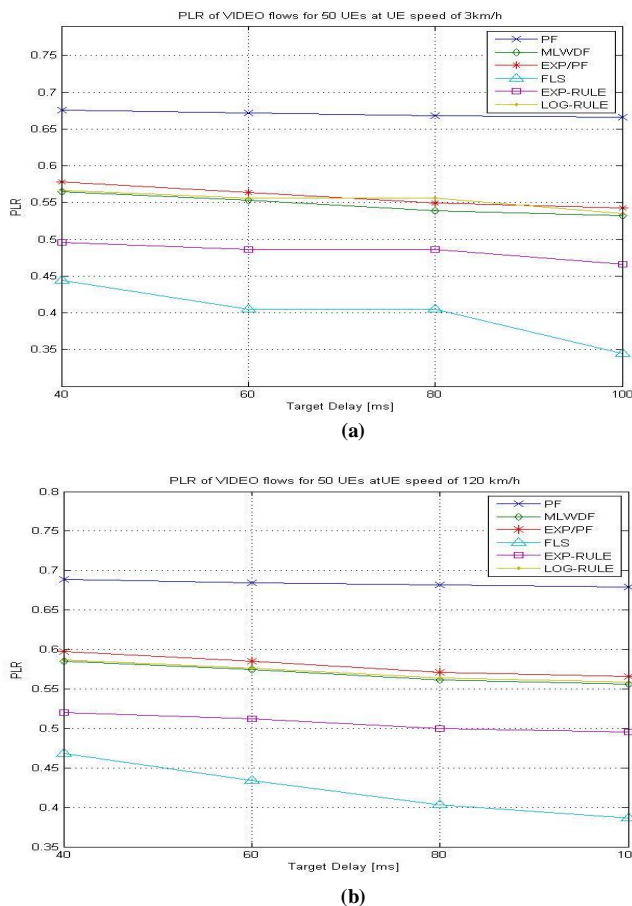 PLR of VIDEO flows for 50 UEs at UE speed of 3km/h
0.75
0.7
0.65
0.6
0.55
0.5
0.45
0.4
0.35
PLR
PF
MLWDF
EXP/PF
FLS
EXP-RULE
LOG-RULE
40
60
80
100
Target Delay [ms]
(a)
PLR of VIDEO flows for 50 UEs atUE speed of 120 km/h
0.8
0.75
0.7
0.65
0.6
0.55
0.5
0.45
0.4
0.35
PLR
PF
MLWDF
EXP/PF
FLS
EXP-RULE
LOG-RULE
40
60
80
100
Target Delay [ms]
(b)